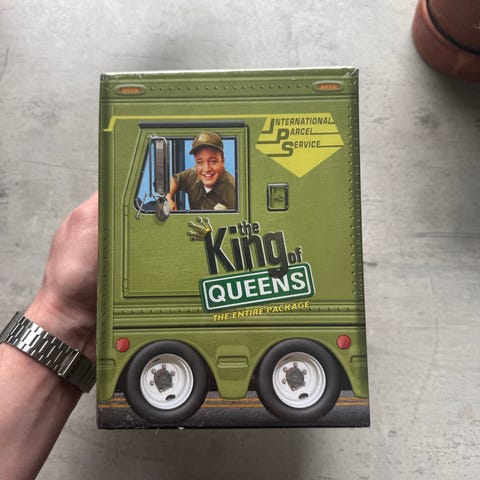 INTERNATIONAL
PARCEL
SERVICE
the
King of
QUEENS
THE ENTIRE PACKAGE